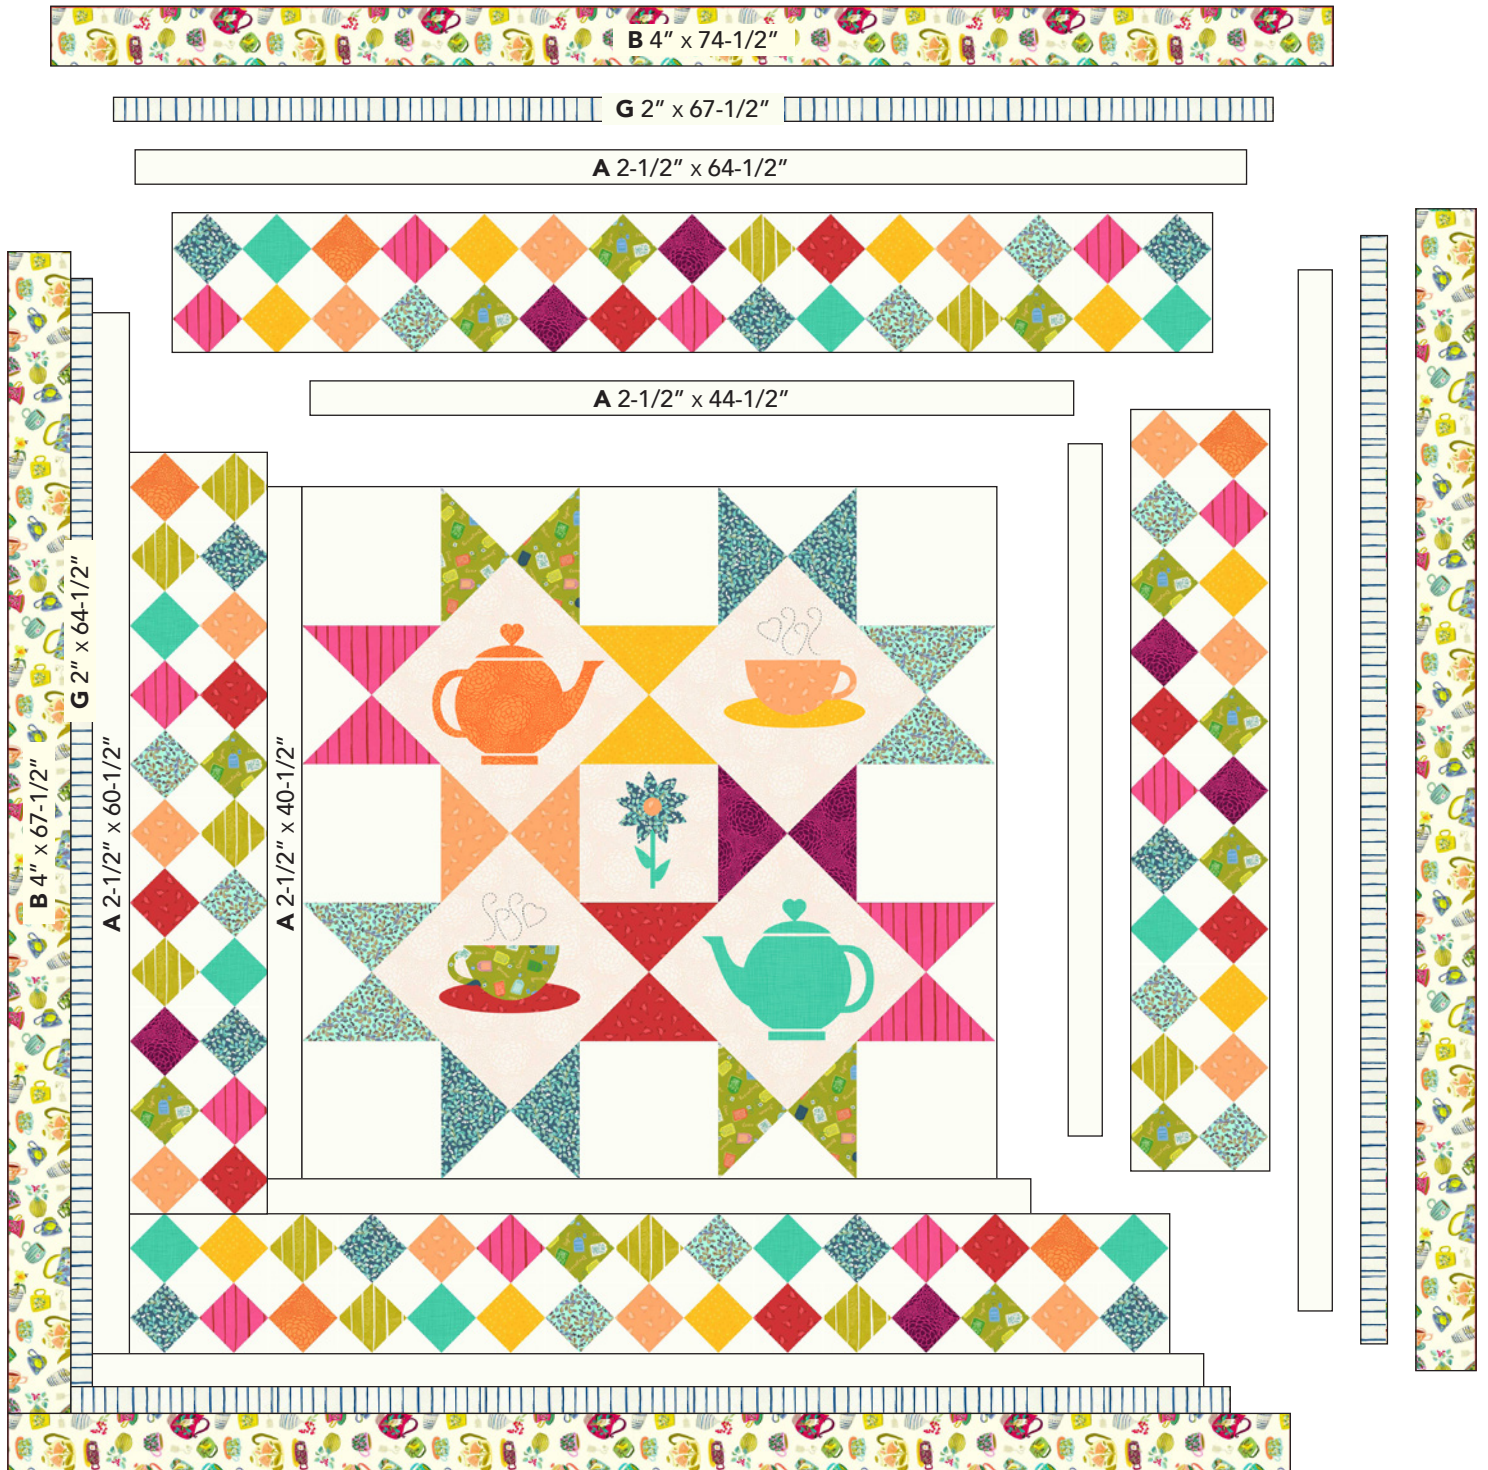 B 4” x 74-1/2”
G 2” x 67-1/2”
A 2-1/2” x 64-1/2”
A 2-1/2” x 44-1/2”
B 4” x 67-1/2”
G 2” x 64-1/2”
A 2-1/2” x 60-1/2”
A 2-1/2” x 40-1/2”